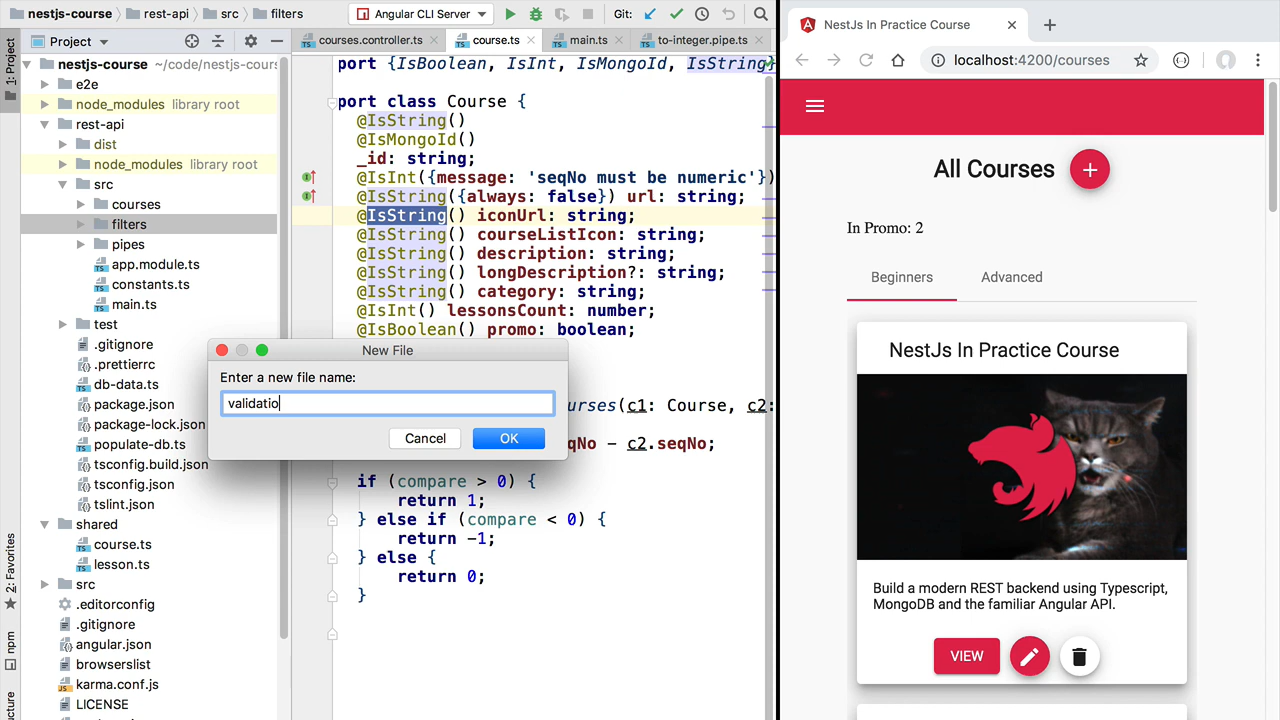 nestjs-course
rest-api
src
filters
Angular CLI Server
Git:
1: Project
2: Favorites
npm
Project
nestjs-course ~/code/nestjs-cours
e2e
node_modules library root
rest-api
dist
node_modules library root
src
courses
filters
pipes
app.module.ts
constants.ts
main.ts
test
.gitignore
.prettierrc
db-data.ts
package.json
package-lock.json
populate-db.ts
tsconfig.build.json
tsconfig.json
tslint.json
shared
course.ts
lesson.ts
src
.editorconfig
.gitignore
angular.json
browserslist
karma.conf.js
LICENSE
courses.controller.ts
course.ts
main.ts
to-integer.pipe.ts
port {IsBoolean, IsInt, IsMongoId, IsString}
port class Course {
@IsString()
@IsMongoId()
_id: string;
@IsInt({message: 'seqNo must be numeric'})
@IsString({always: false}) url: string;
@IsString() iconUrl: string;
@IsString() courseListIcon: string;
@IsString() description: string;
@IsString() longDescription?: string;
@IsString() category: string;
@IsInt() lessonsCount: number;
@IsBoolean() promo: boolean;
New File
Enter a new file name:
validatio
Cancel
OK
urses(c1: Course, c2:
qNo - c2.seqNo;
if (compare > 0) {
return 1;
} else if (compare < 0) {
return -1;
} else {
return 0;
}
NestJs In Practice Course
localhost:4200/courses
All Courses
In Promo: 2
Beginners
Advanced
NestJs In Practice Course
Build a modern REST backend using Typescript,
MongoDB and the familiar Angular API.
VIEW